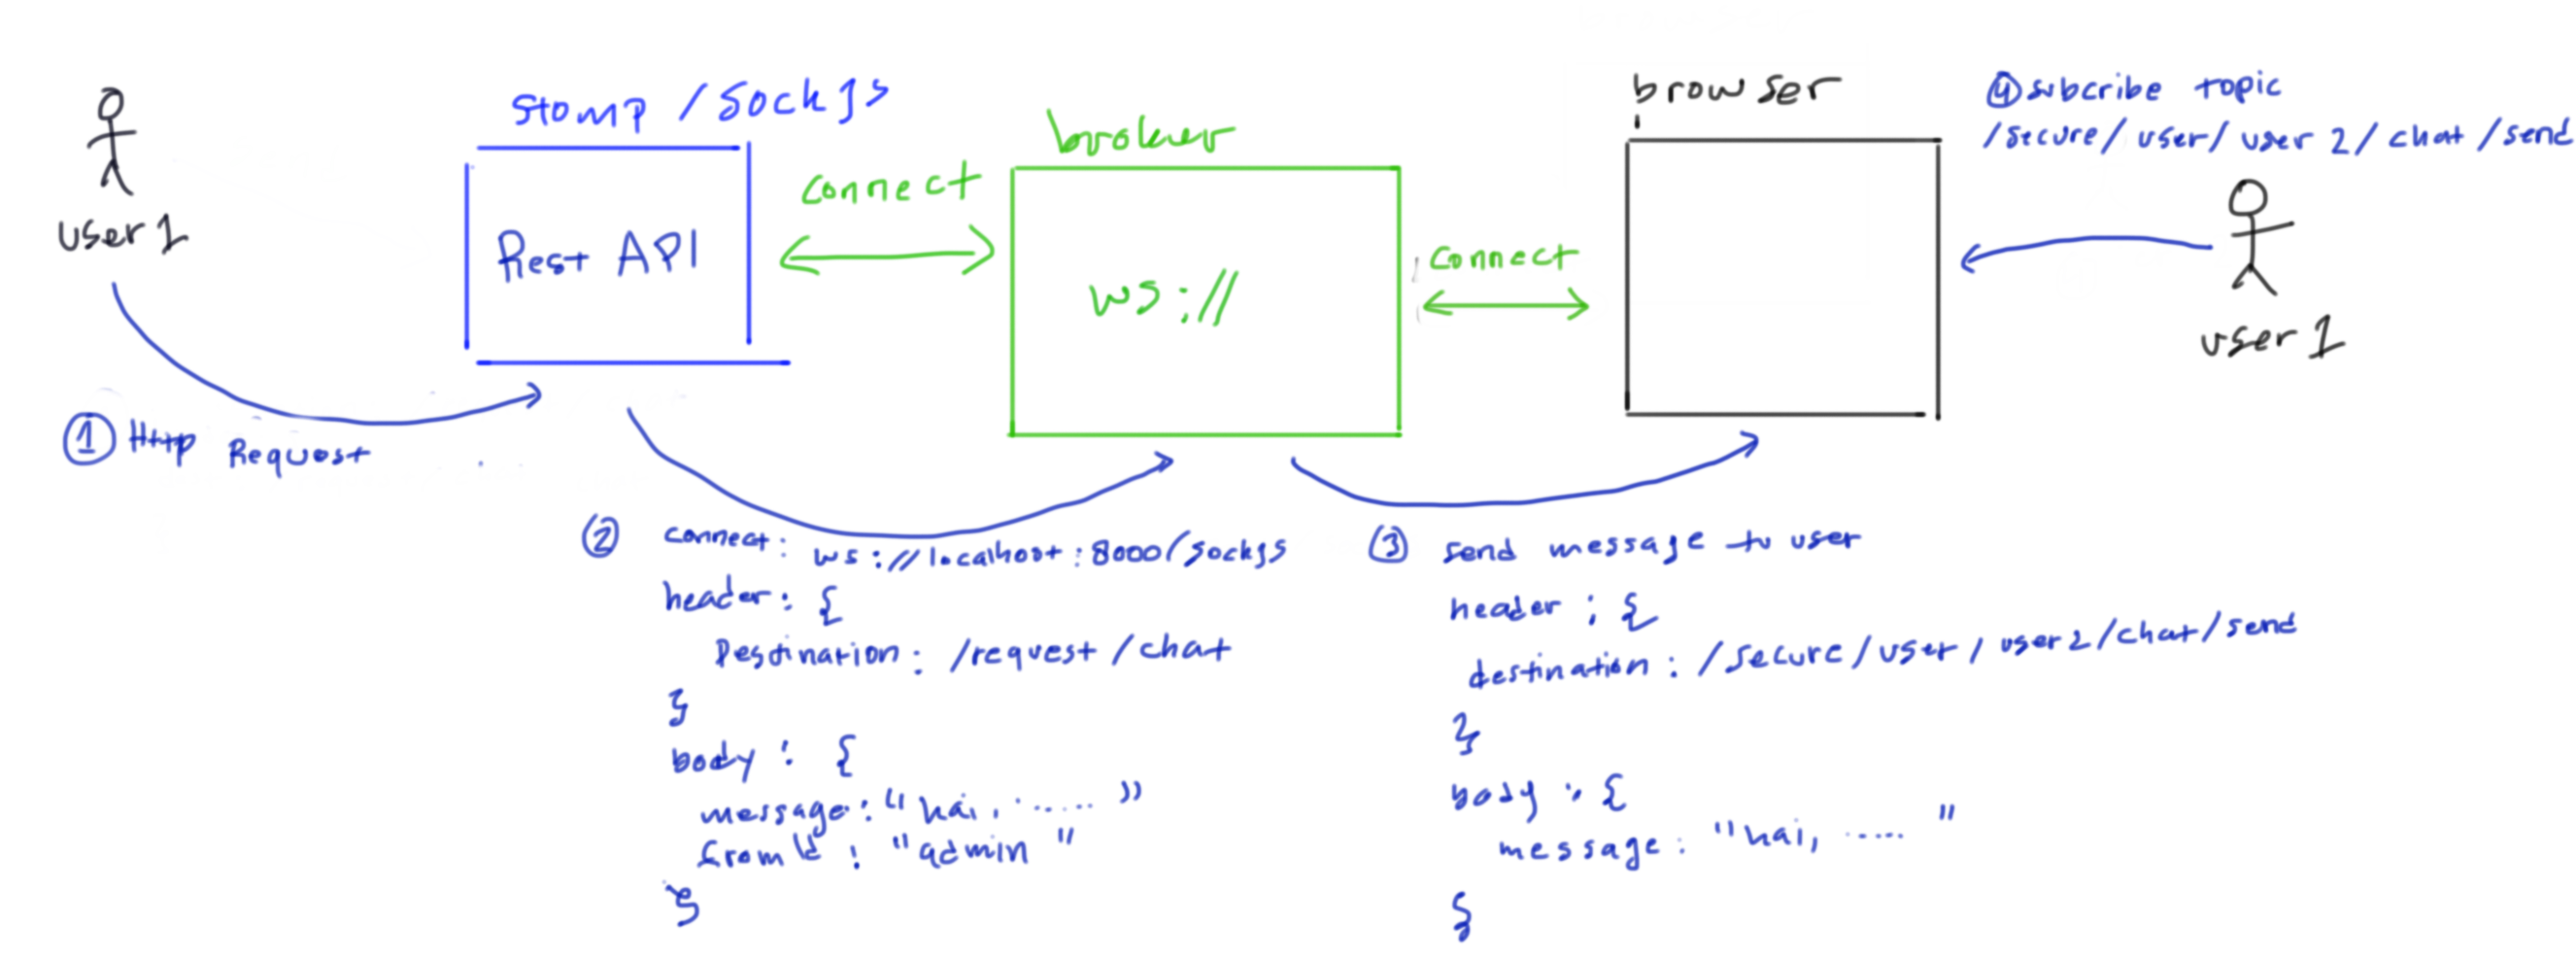 user 1
① Http Request
Stomp / Sockjs
Rest API
connect
broker
ws://
connect
browser
④ subcribe topic
/secure/user/user 2/chat/send
user 1
② connect: ws://localhost:8000/sockjs
header: {
Destination: /request/chat
}
body: {
message: "hai, ...... "
fromId: "admin"
}
③ send message to user
header: {
destination: /secure/user/user2/chat/send
}
body: {
message: "hai, ...... "
}